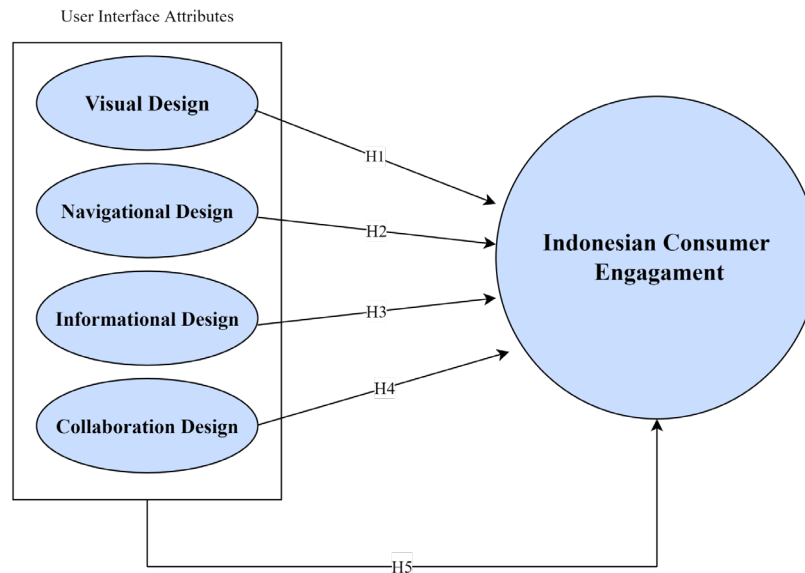 User Interface Attributes
Visual Design
H1
Navigational Design
H2
Indonesian Consumer
Engagament
Informational Design
H3
H4
Collaboration Design
H5